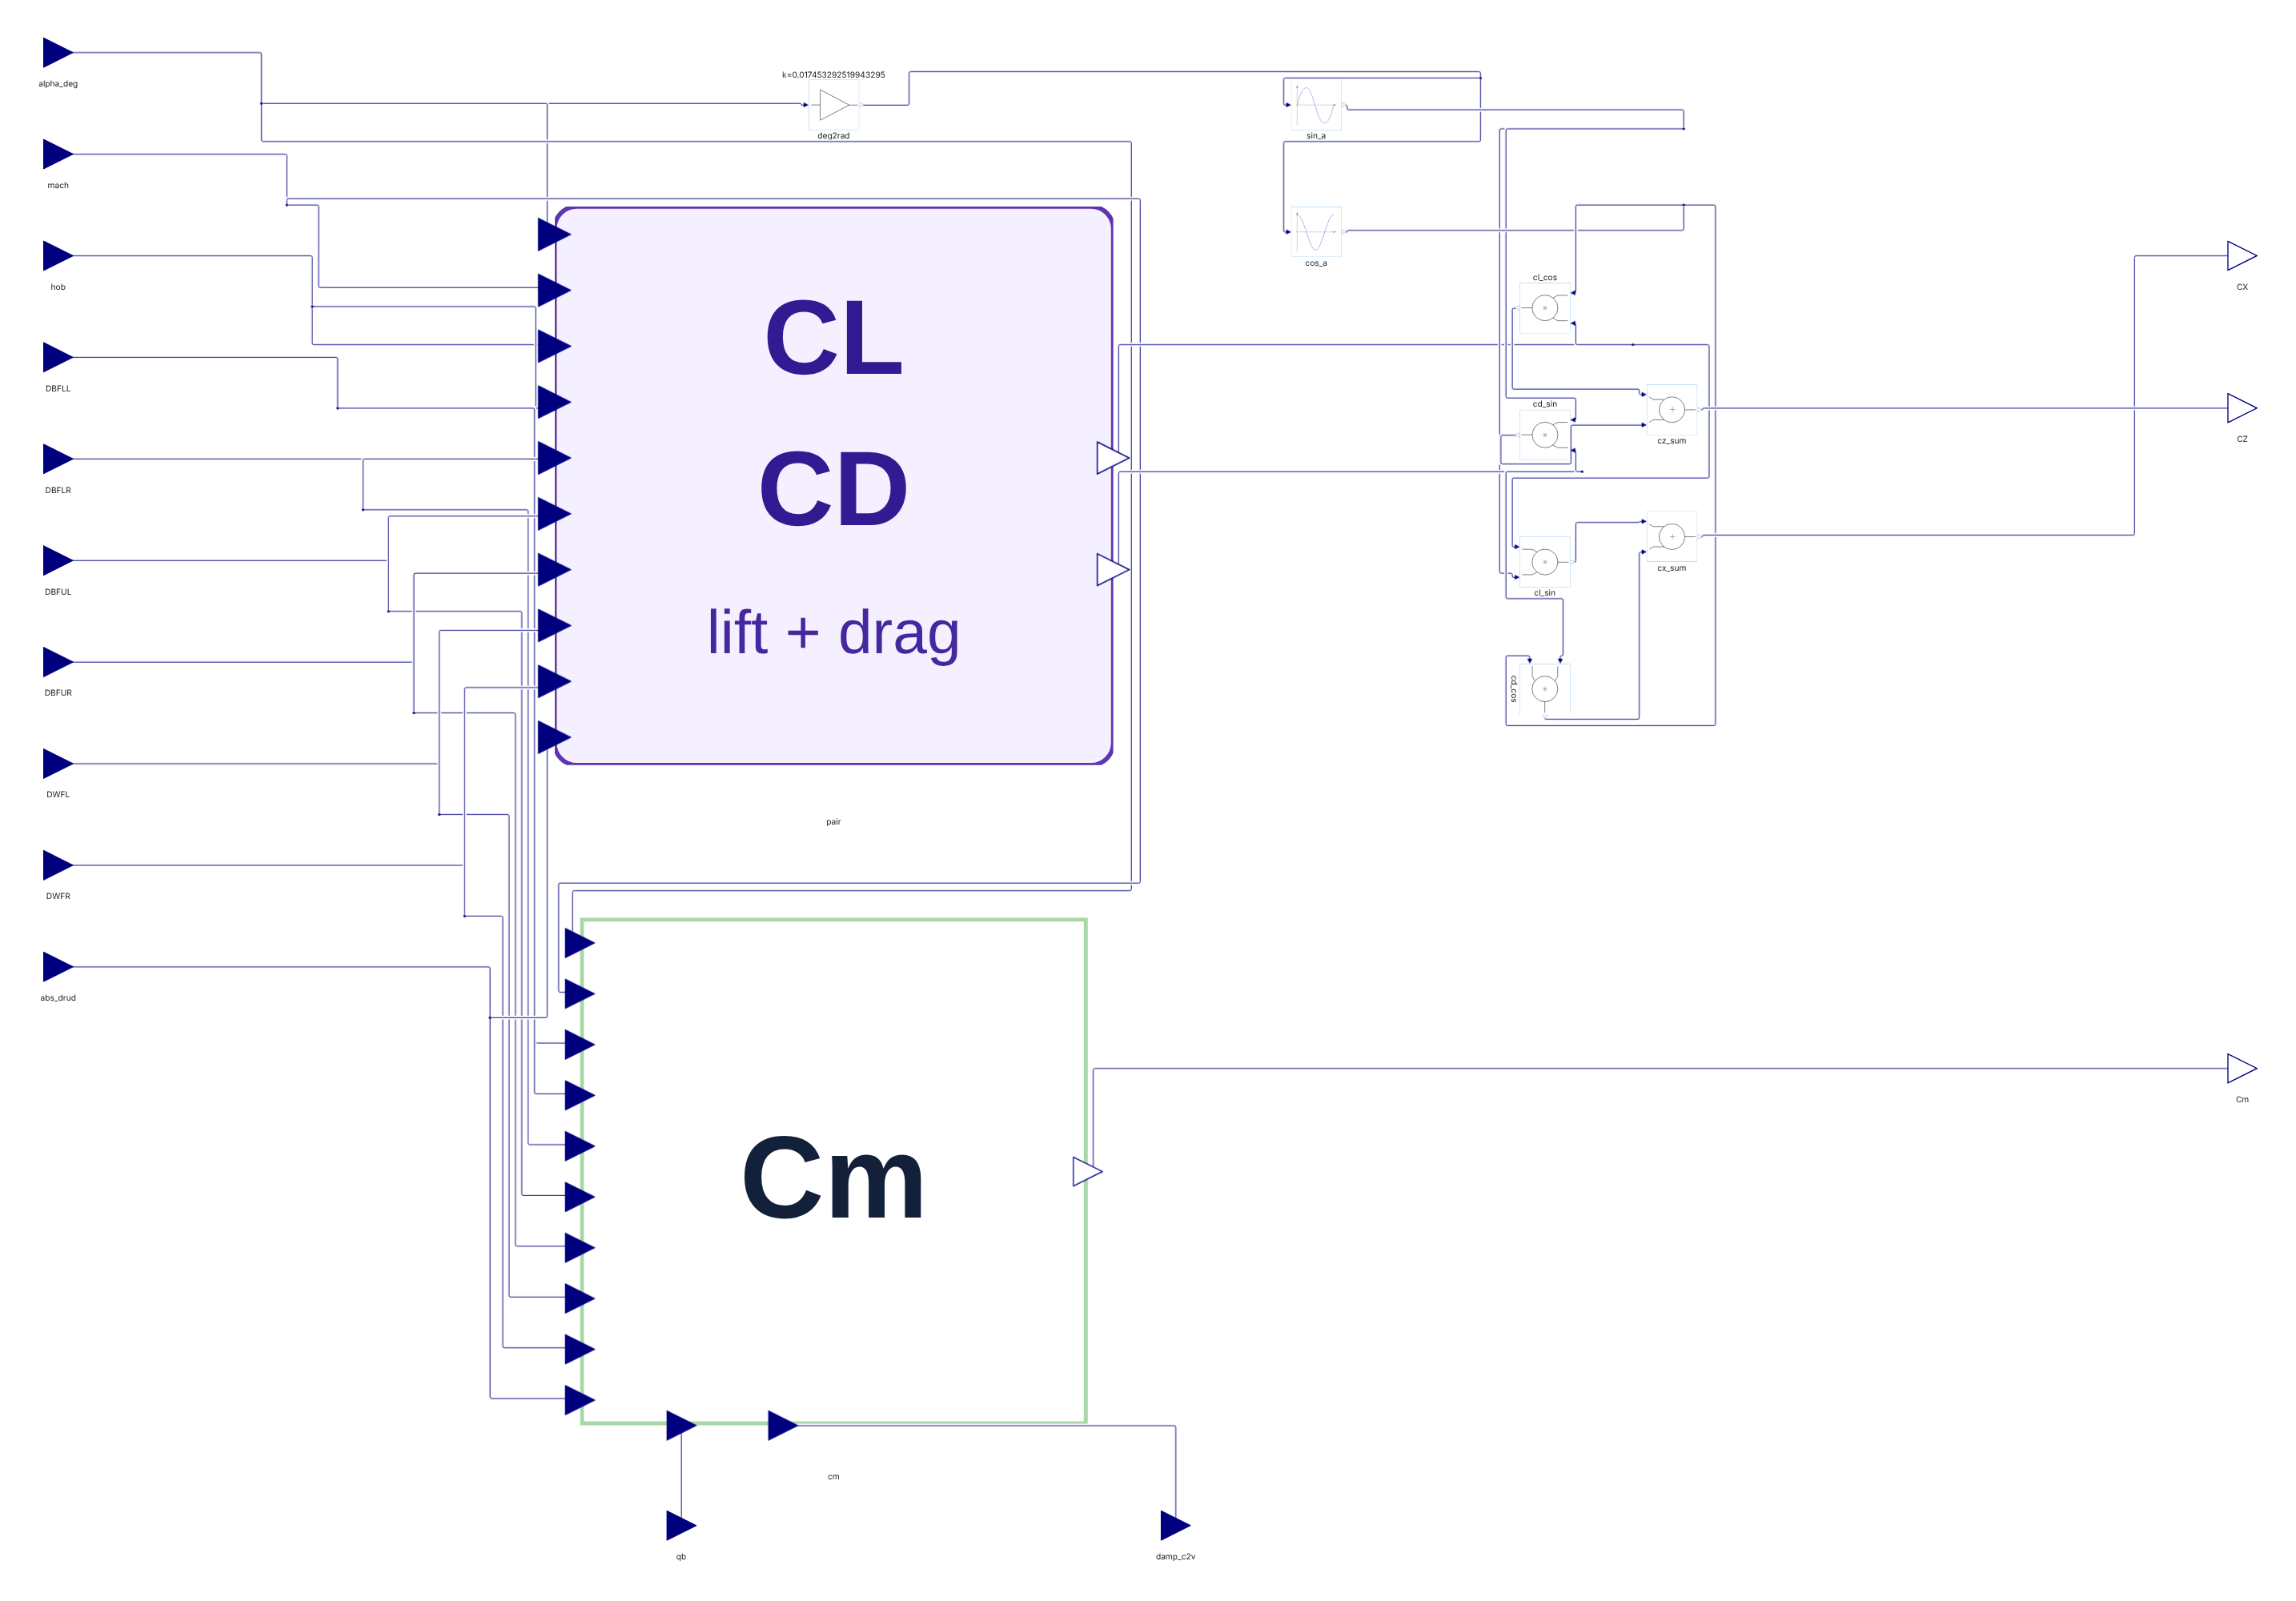 alpha_deg
k=0.017453292519943295
deg2rad
sin_a
mach
cos_a
hob
cl_cos
CX
CL
DBFLL
cd_sin
cz_sum
CZ
CD
DBFLR
DBFUL
cl_sin
cx_sum
lift + drag
DBFUR
cd_cos
DWFL
pair
DWFR
abs_drud
Cm
Cm
cm
qb
damp_c2v